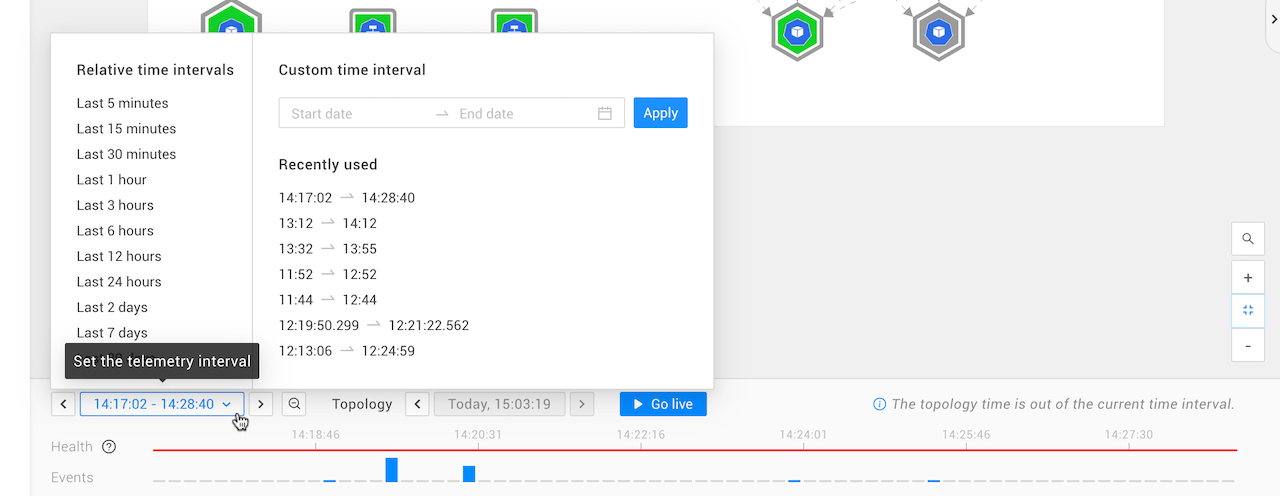 Relative time intervals
Last 5 minutes
Last 15 minutes
Last 30 minutes
Last 1 hour
Last 3 hours
Last 6 hours
Last 12 hours
Last 24 hours
Last 2 days
Last 7 days
Custom time interval
Start date → End date
Apply
Recently used
14:17:02 → 14:28:40
13:12 → 14:12
13:32 → 13:55
11:52 → 12:52
11:44 → 12:44
12:19:50.299 → 12:21:22.562
12:13:06 → 12:24:59
Set the telemetry interval
+
-
14:17:02 - 14:28:40
Topology
Today, 15:03:19
Go live
The topology time is out of the current time interval.
14:18:46 14:20:31 14:22:16 14:24:01 14:25:46 14:27:30
Health ?
Events